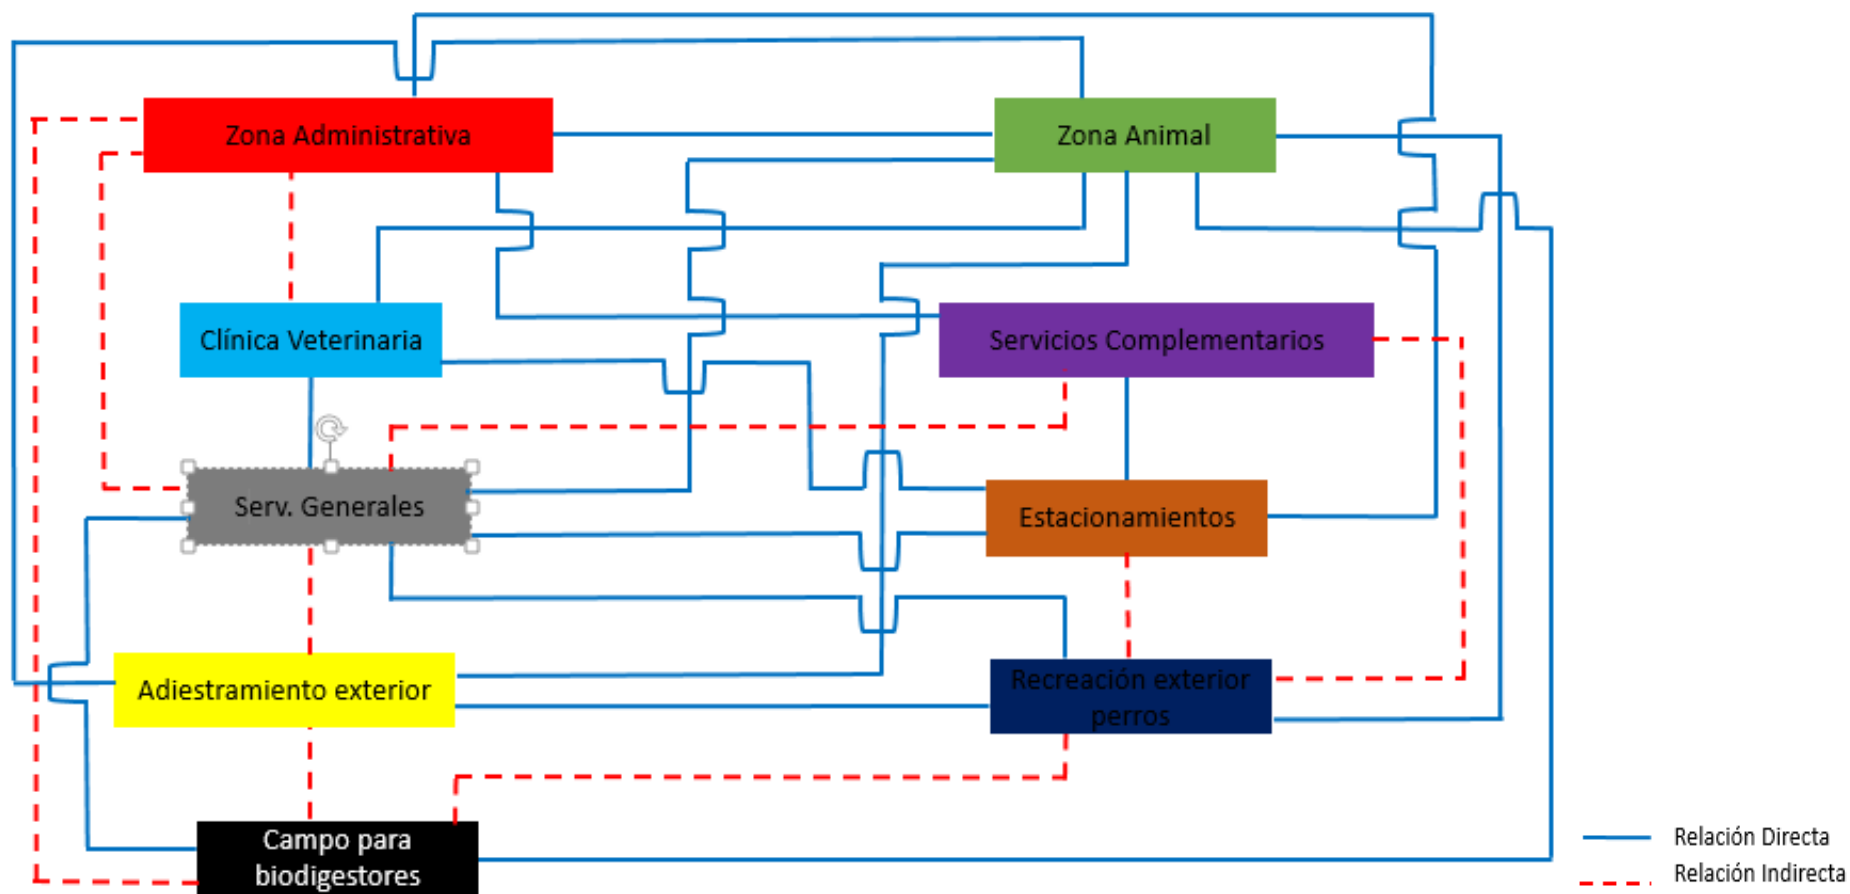 Zona Administrativa
Zona Animal
Clínica Veterinaria
Servicios Complementarios
Serv. Generales
Estacionamientos
Adiestramiento exterior
Recreación exterior
perros
Campo para
biodigestores
Relación Directa
Relación Indirecta